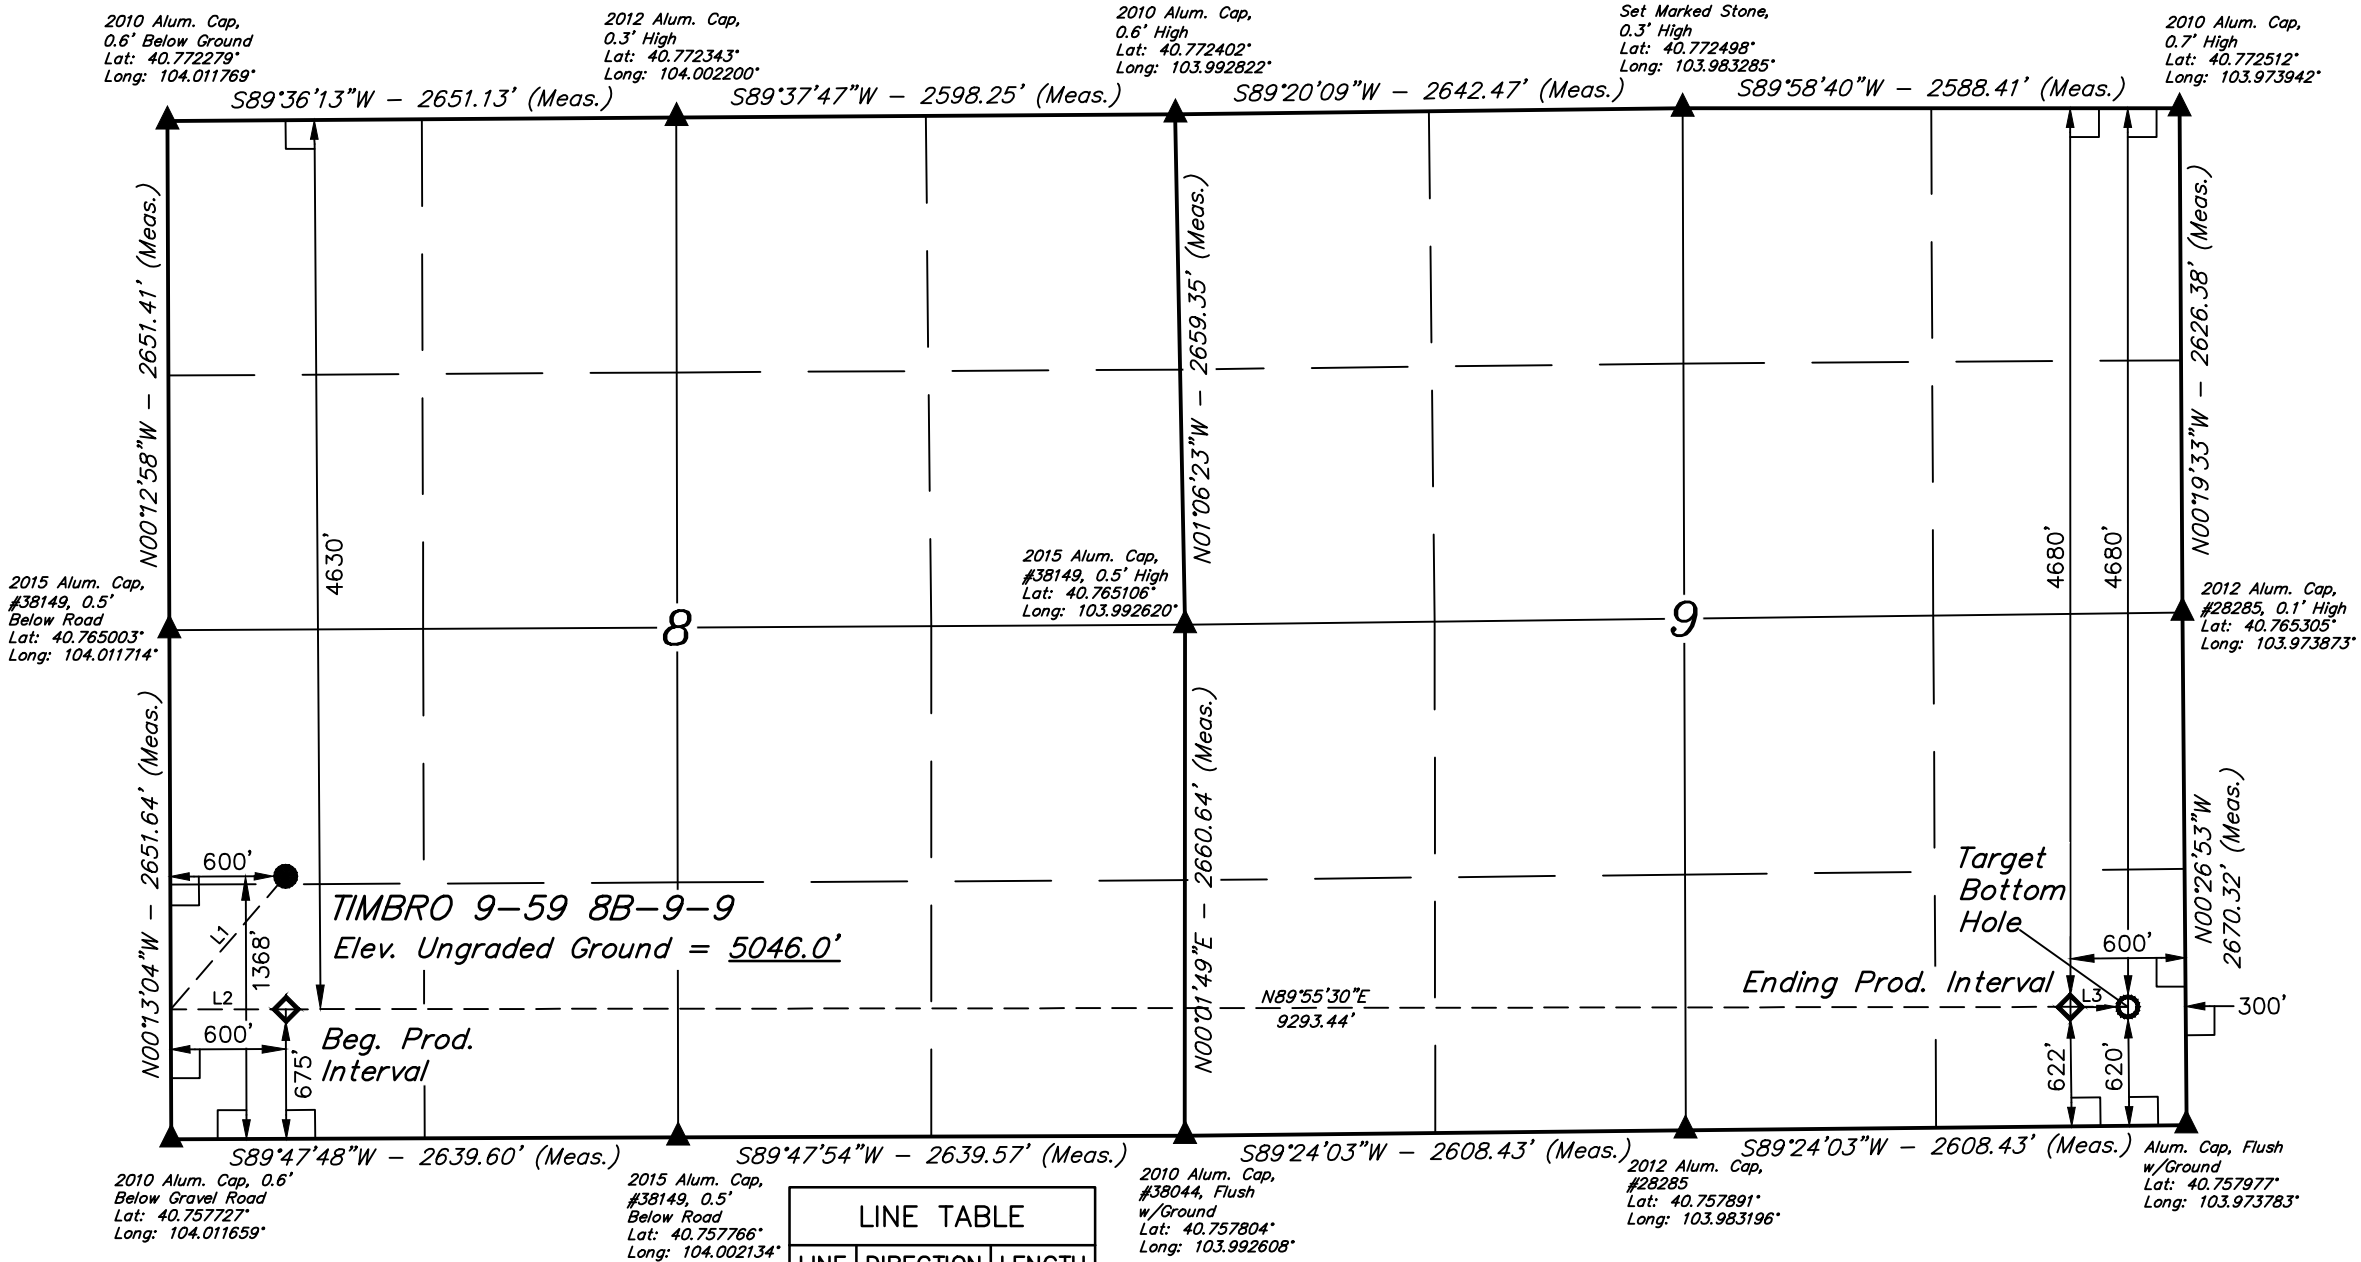 2010 Alum. Cap,
0.6' Below Ground
Lat: 40.772279°
Long: 104.011769°
2012 Alum. Cap,
0.3' High
Lat: 40.772343°
Long: 104.002200°
2010 Alum. Cap,
0.6' High
Lat: 40.772402°
Long: 103.992822°
Set Marked Stone,
0.3' High
Lat: 40.772498°
Long: 103.983285°
2010 Alum. Cap,
0.7' High
Lat: 40.772512°
Long: 103.973942°
S89°36'13"W - 2651.13' (Meas.)
S89°37'47"W - 2598.25' (Meas.)
S89°20'09"W - 2642.47' (Meas.)
S89°58'40"W - 2588.41' (Meas.)
N00°12'58"W - 2651.41' (Meas.)
4630'
N01°06'23"W - 2659.35' (Meas.)
4680'
4680'
N00°19'33"W - 2626.38' (Meas.)
2015 Alum. Cap,
#38149, 0.5'
Below Road
Lat: 40.765003°
Long: 104.011714°
8
2015 Alum. Cap,
#38149, 0.5' High
Lat: 40.765106°
Long: 103.992620°
9
2012 Alum. Cap,
#28285, 0.1' High
Lat: 40.765305°
Long: 103.973873°
N00°13'04"W - 2651.64' (Meas.)
600'
L1
1368'
TIMBRO 9-59 8B-9-9
Elev. Ungraded Ground = 5046.0'
L2
600'
675'
Beg. Prod.
Interval
N00°01'49"E - 2660.64' (Meas.)
N89°55'30"E
9293.44'
Target
Bottom
Hole
Ending Prod. Interval
600'
L3
300'
622'
620'
N00°26'53"W
2670.32' (Meas.)
S89°47'48"W - 2639.60' (Meas.)
S89°47'54"W - 2639.57' (Meas.)
S89°24'03"W - 2608.43' (Meas.)
S89°24'03"W - 2608.43' (Meas.)
2010 Alum. Cap, 0.6'
Below Gravel Road
Lat: 40.757727°
Long: 104.011659°
2015 Alum. Cap,
#38149, 0.5'
Below Road
Lat: 40.757766°
Long: 104.002134°
2010 Alum. Cap,
#38044, Flush
w/Ground
Lat: 40.757804°
Long: 103.992608°
2012 Alum. Cap,
#28285
Lat: 40.757891°
Long: 103.983196°
Alum. Cap, Flush
w/Ground
Lat: 40.757977°
Long: 103.973783°
LINE TABLE
LINE DIRECTION LENGTH